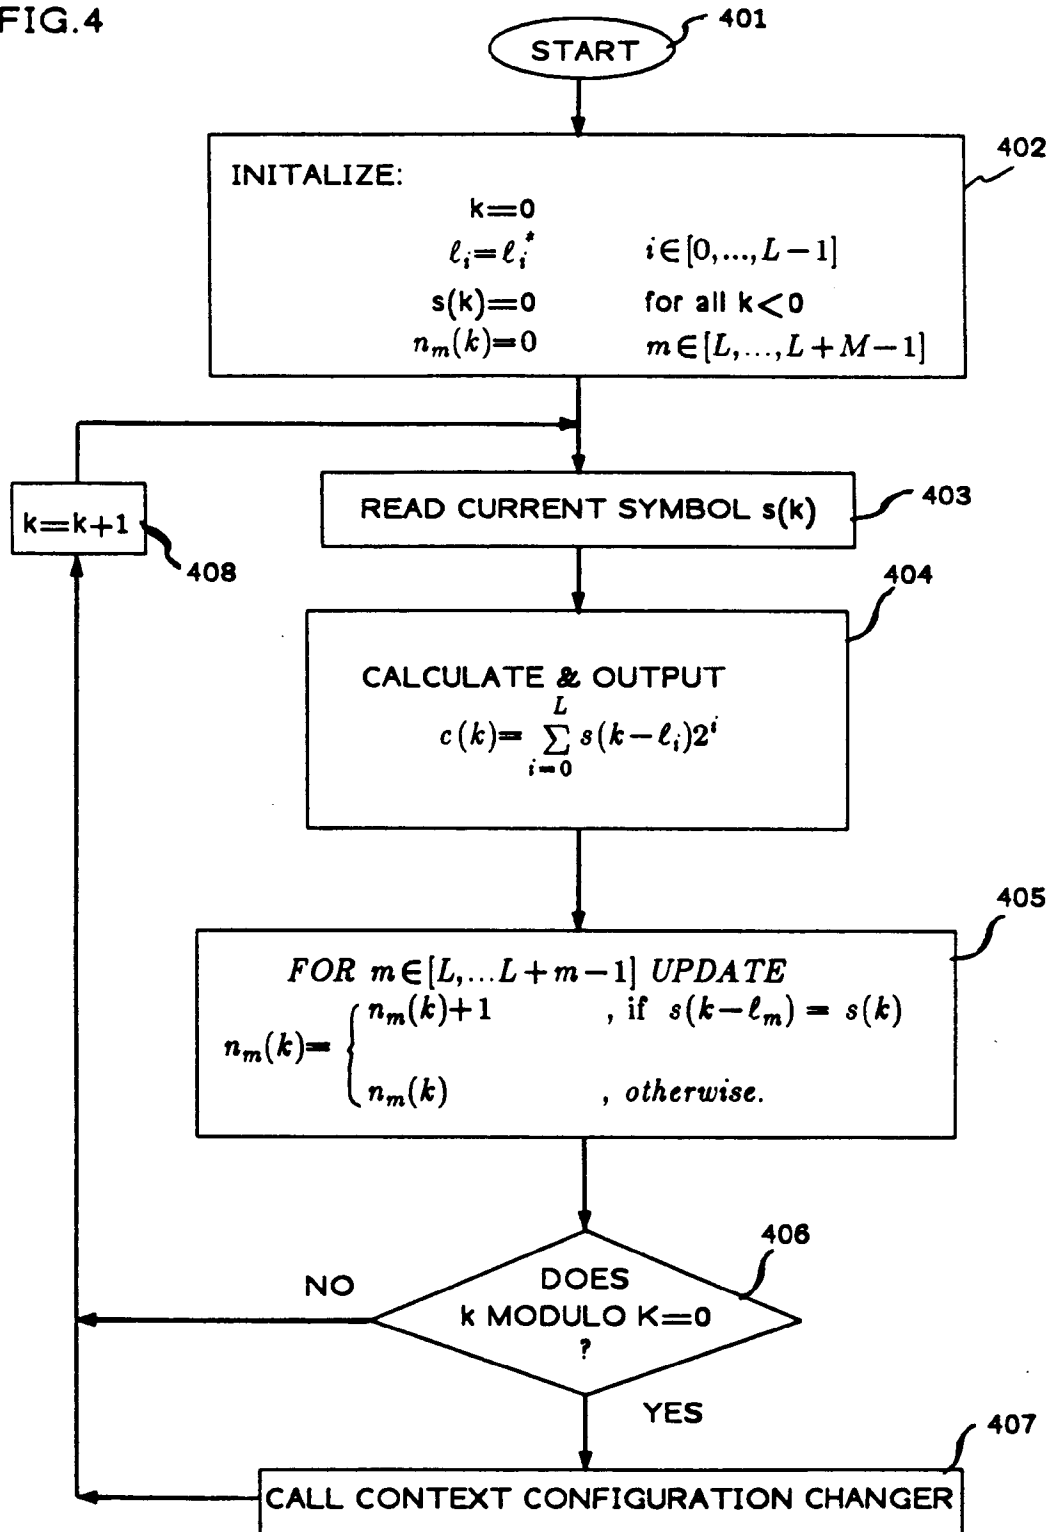 FIG.4
START
401
402
INITALIZE:
k=0
ℓ_i=ℓ_i^* i∈[0,...,L−1]
s(k)=0 for all k<0
n_m(k)=0 m∈[L,...,L+M−1]
k=k+1
408
READ CURRENT SYMBOL s(k)
403
404
CALCULATE & OUTPUT
L
c(k)= ∑ s(k−ℓ_i)2^i
i=0
405
FOR m∈[L,...L+m−1] UPDATE
n_m(k)+1 , if s(k−ℓ_m) = s(k)
n_m(k)= {
n_m(k) , otherwise.
406
NO
DOES
k MODULO K=0
?
YES
407
CALL CONTEXT CONFIGURATION CHANGER